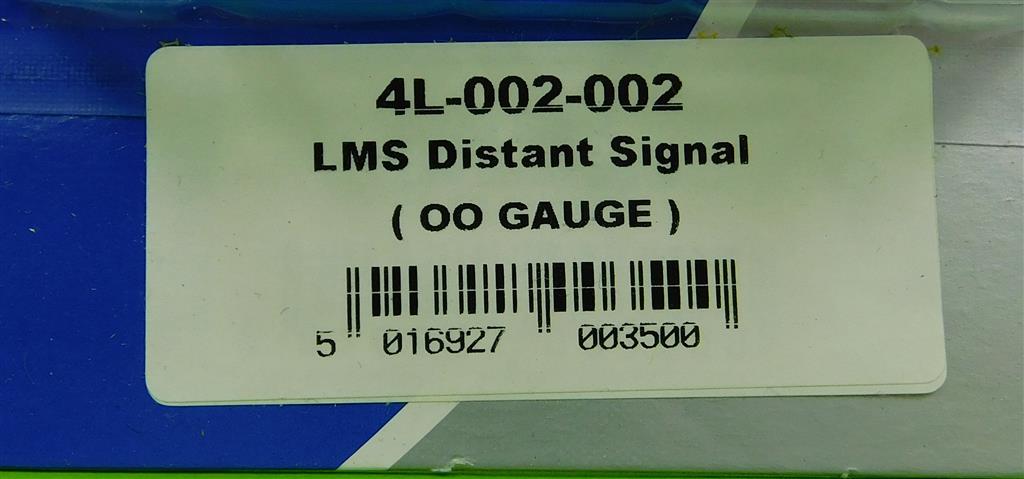 4L-002-002
LMS Distant Signal
( OO GAUGE )
5 016927 003500